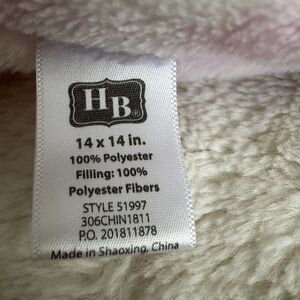 HB
14 x 14 in.
100% Polyester
Filling: 100%
Polyester Fibers
STYLE 51997
306CHIN1811
P.O. 201811878
Made in Shaoxing, China